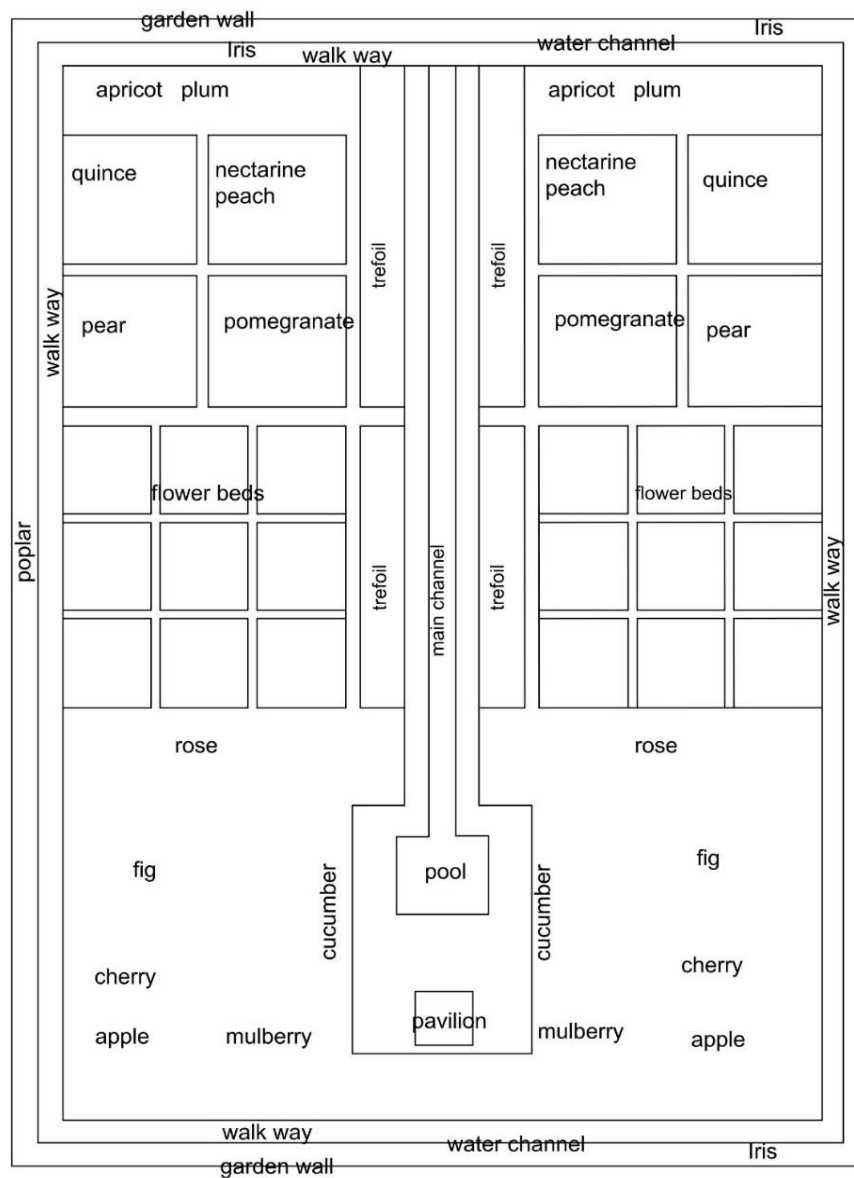 garden wall
Iris
Iris
walk way
water channel
apricot plum
apricot plum
quince
nectarine
peach
nectarine
peach
quince
trefoil
trefoil
walk way
pear
pomegranate
pomegranate
pear
flower beds
flower beds
poplar
trefoil
main channel
trefoil
walk way
rose
rose
fig
cucumber
pool
cucumber
fig
cherry
cherry
apple
mulberry
pavilion
mulberry
apple
walk way
water channel
Iris
garden wall